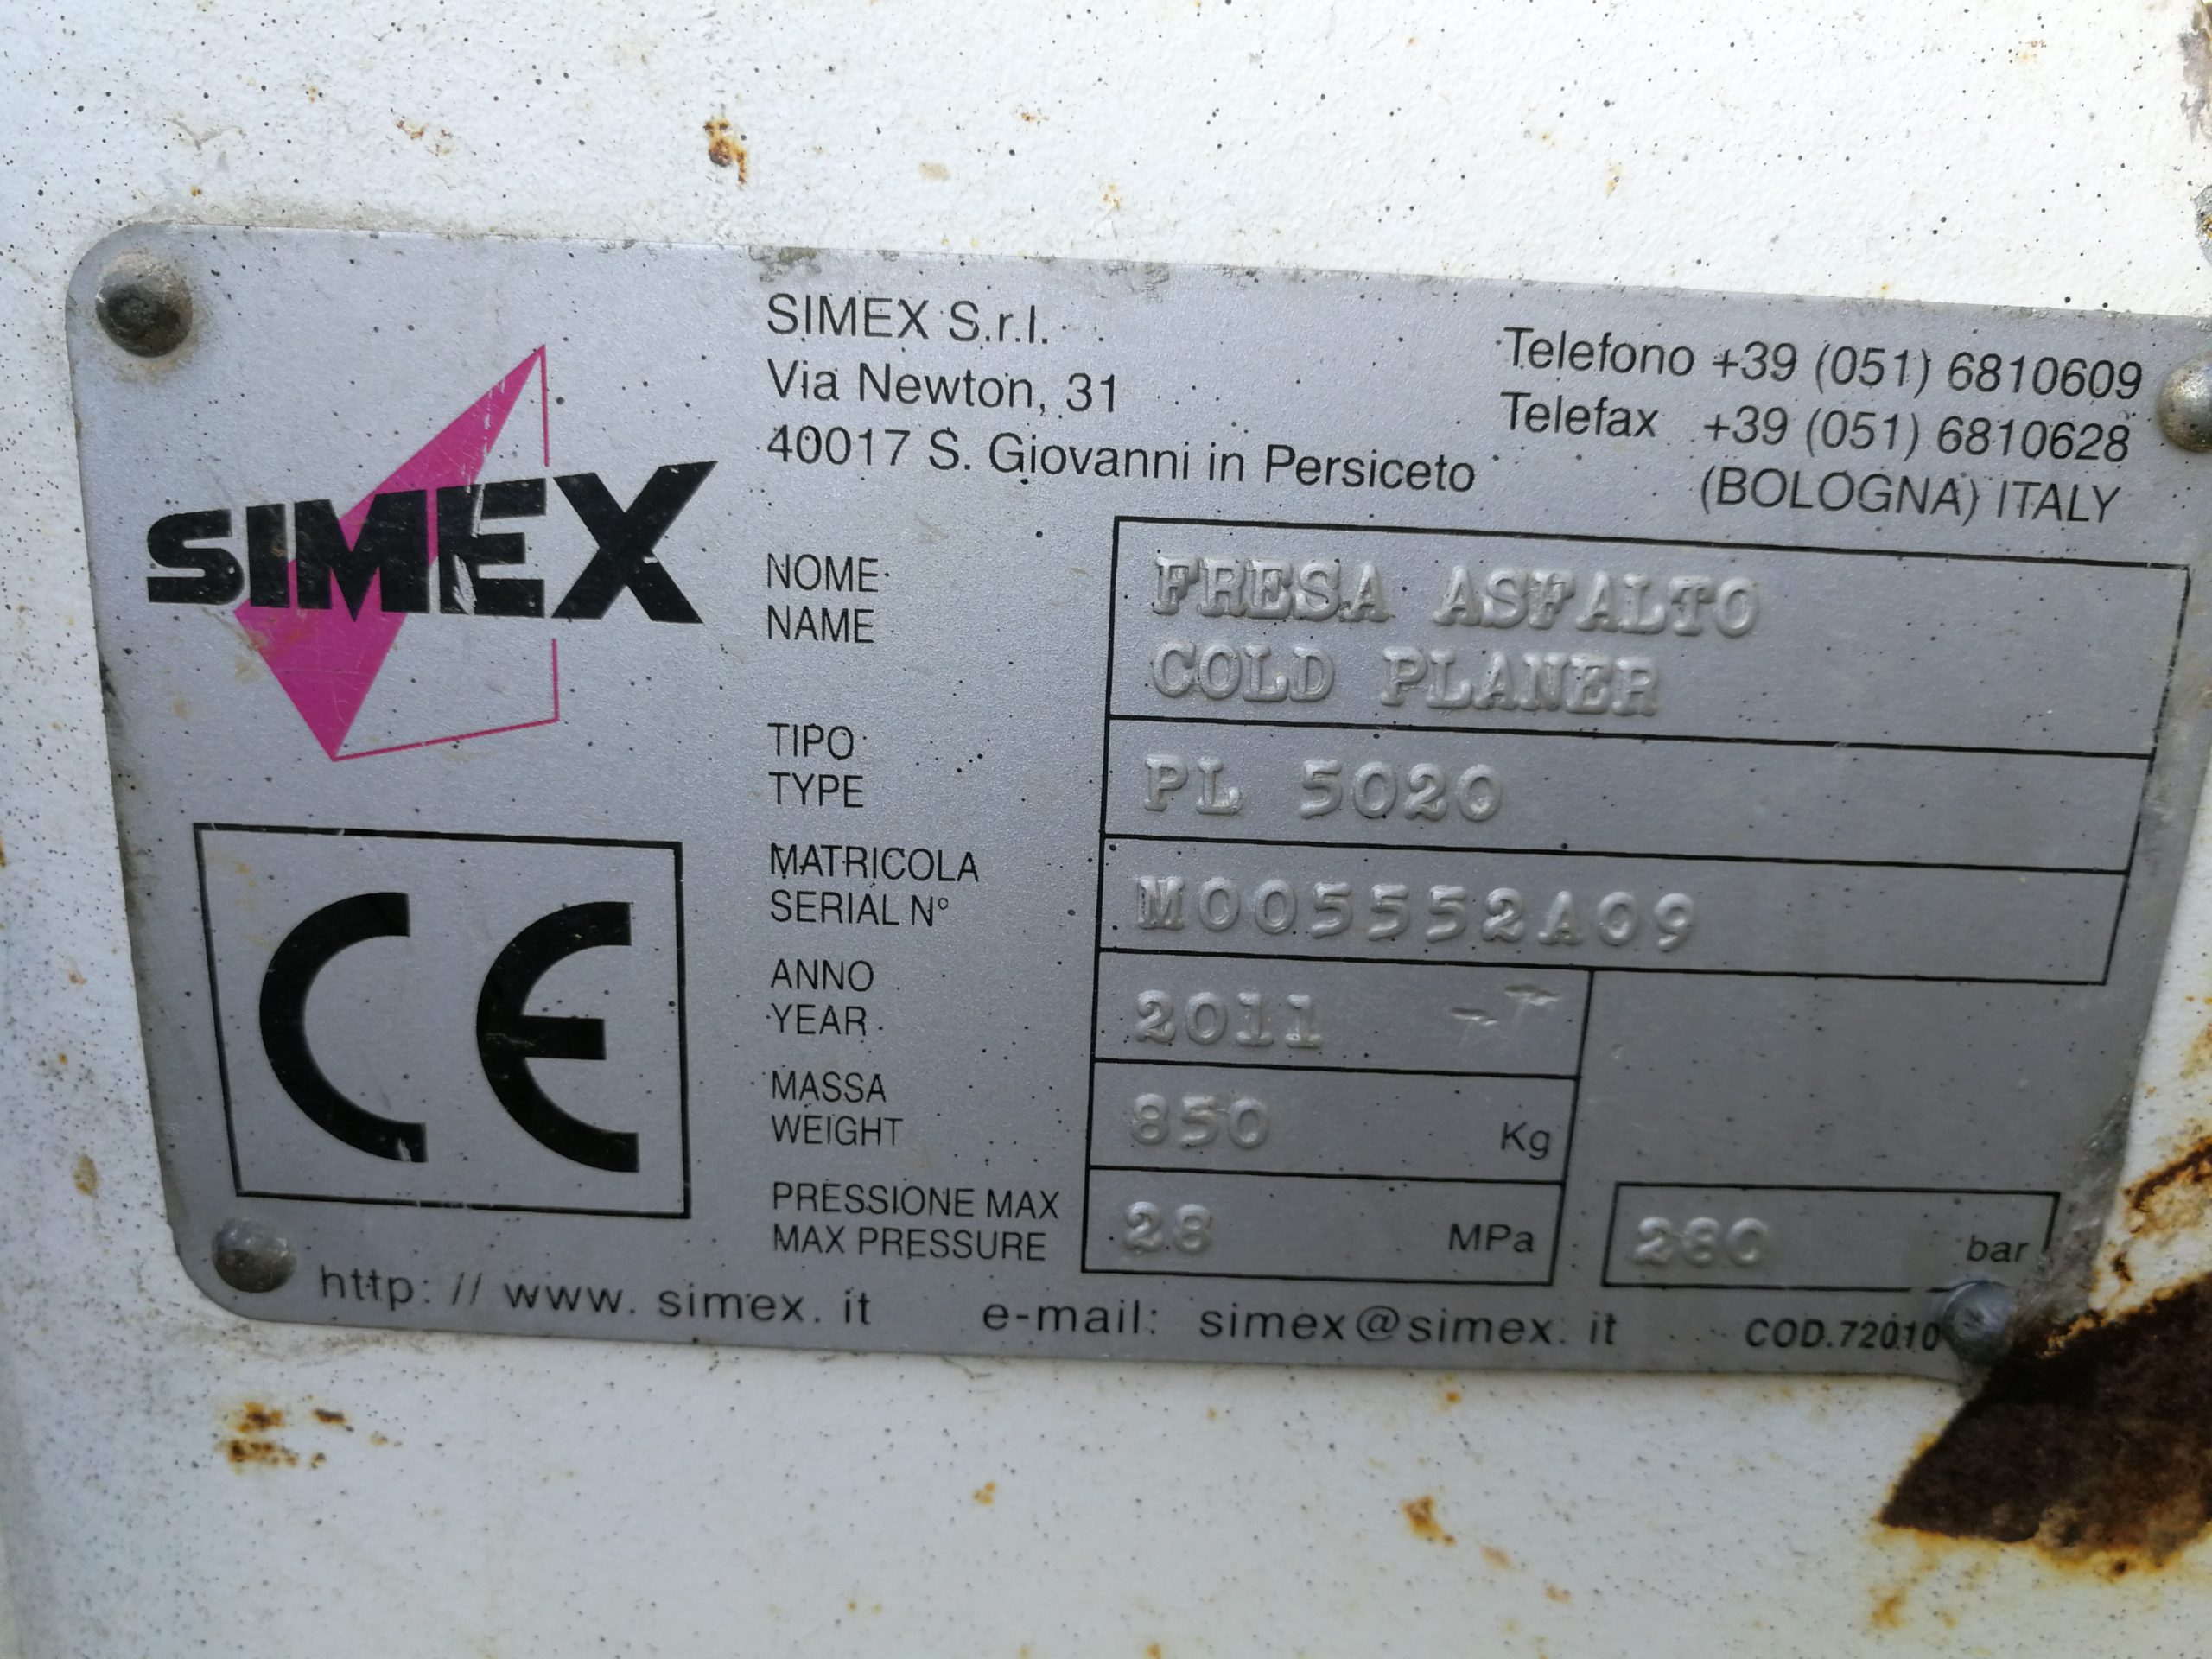 SIMEX
SIMEX S.r.l.
Via Newton, 31
40017 S. Giovanni in Persiceto
Telefono +39 (051) 6810609
Telefax +39 (051) 6810628
(BOLOGNA) ITALY
NOME FRESA ASFALTO
NAME COLD PLANER
TIPO
TYPE
PL 5020
MATRICOLA
SERIAL N°
M005552A09
ANNO
YEAR
2011
MASSA
WEIGHT
850 Kg
PRESSIONE MAX
MAX PRESSURE
28 MPa
280 bar
CE
http: // www. simex. it e-mail: simex@simex. it COD.72010